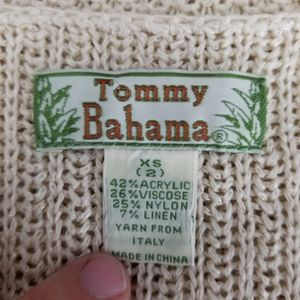 Tommy
Bahama®
XS
(2)
42% ACRYLIC
26% VISCOSE
25% NYLON
7% LINEN
YARN FROM
ITALY
MADE IN CHINA